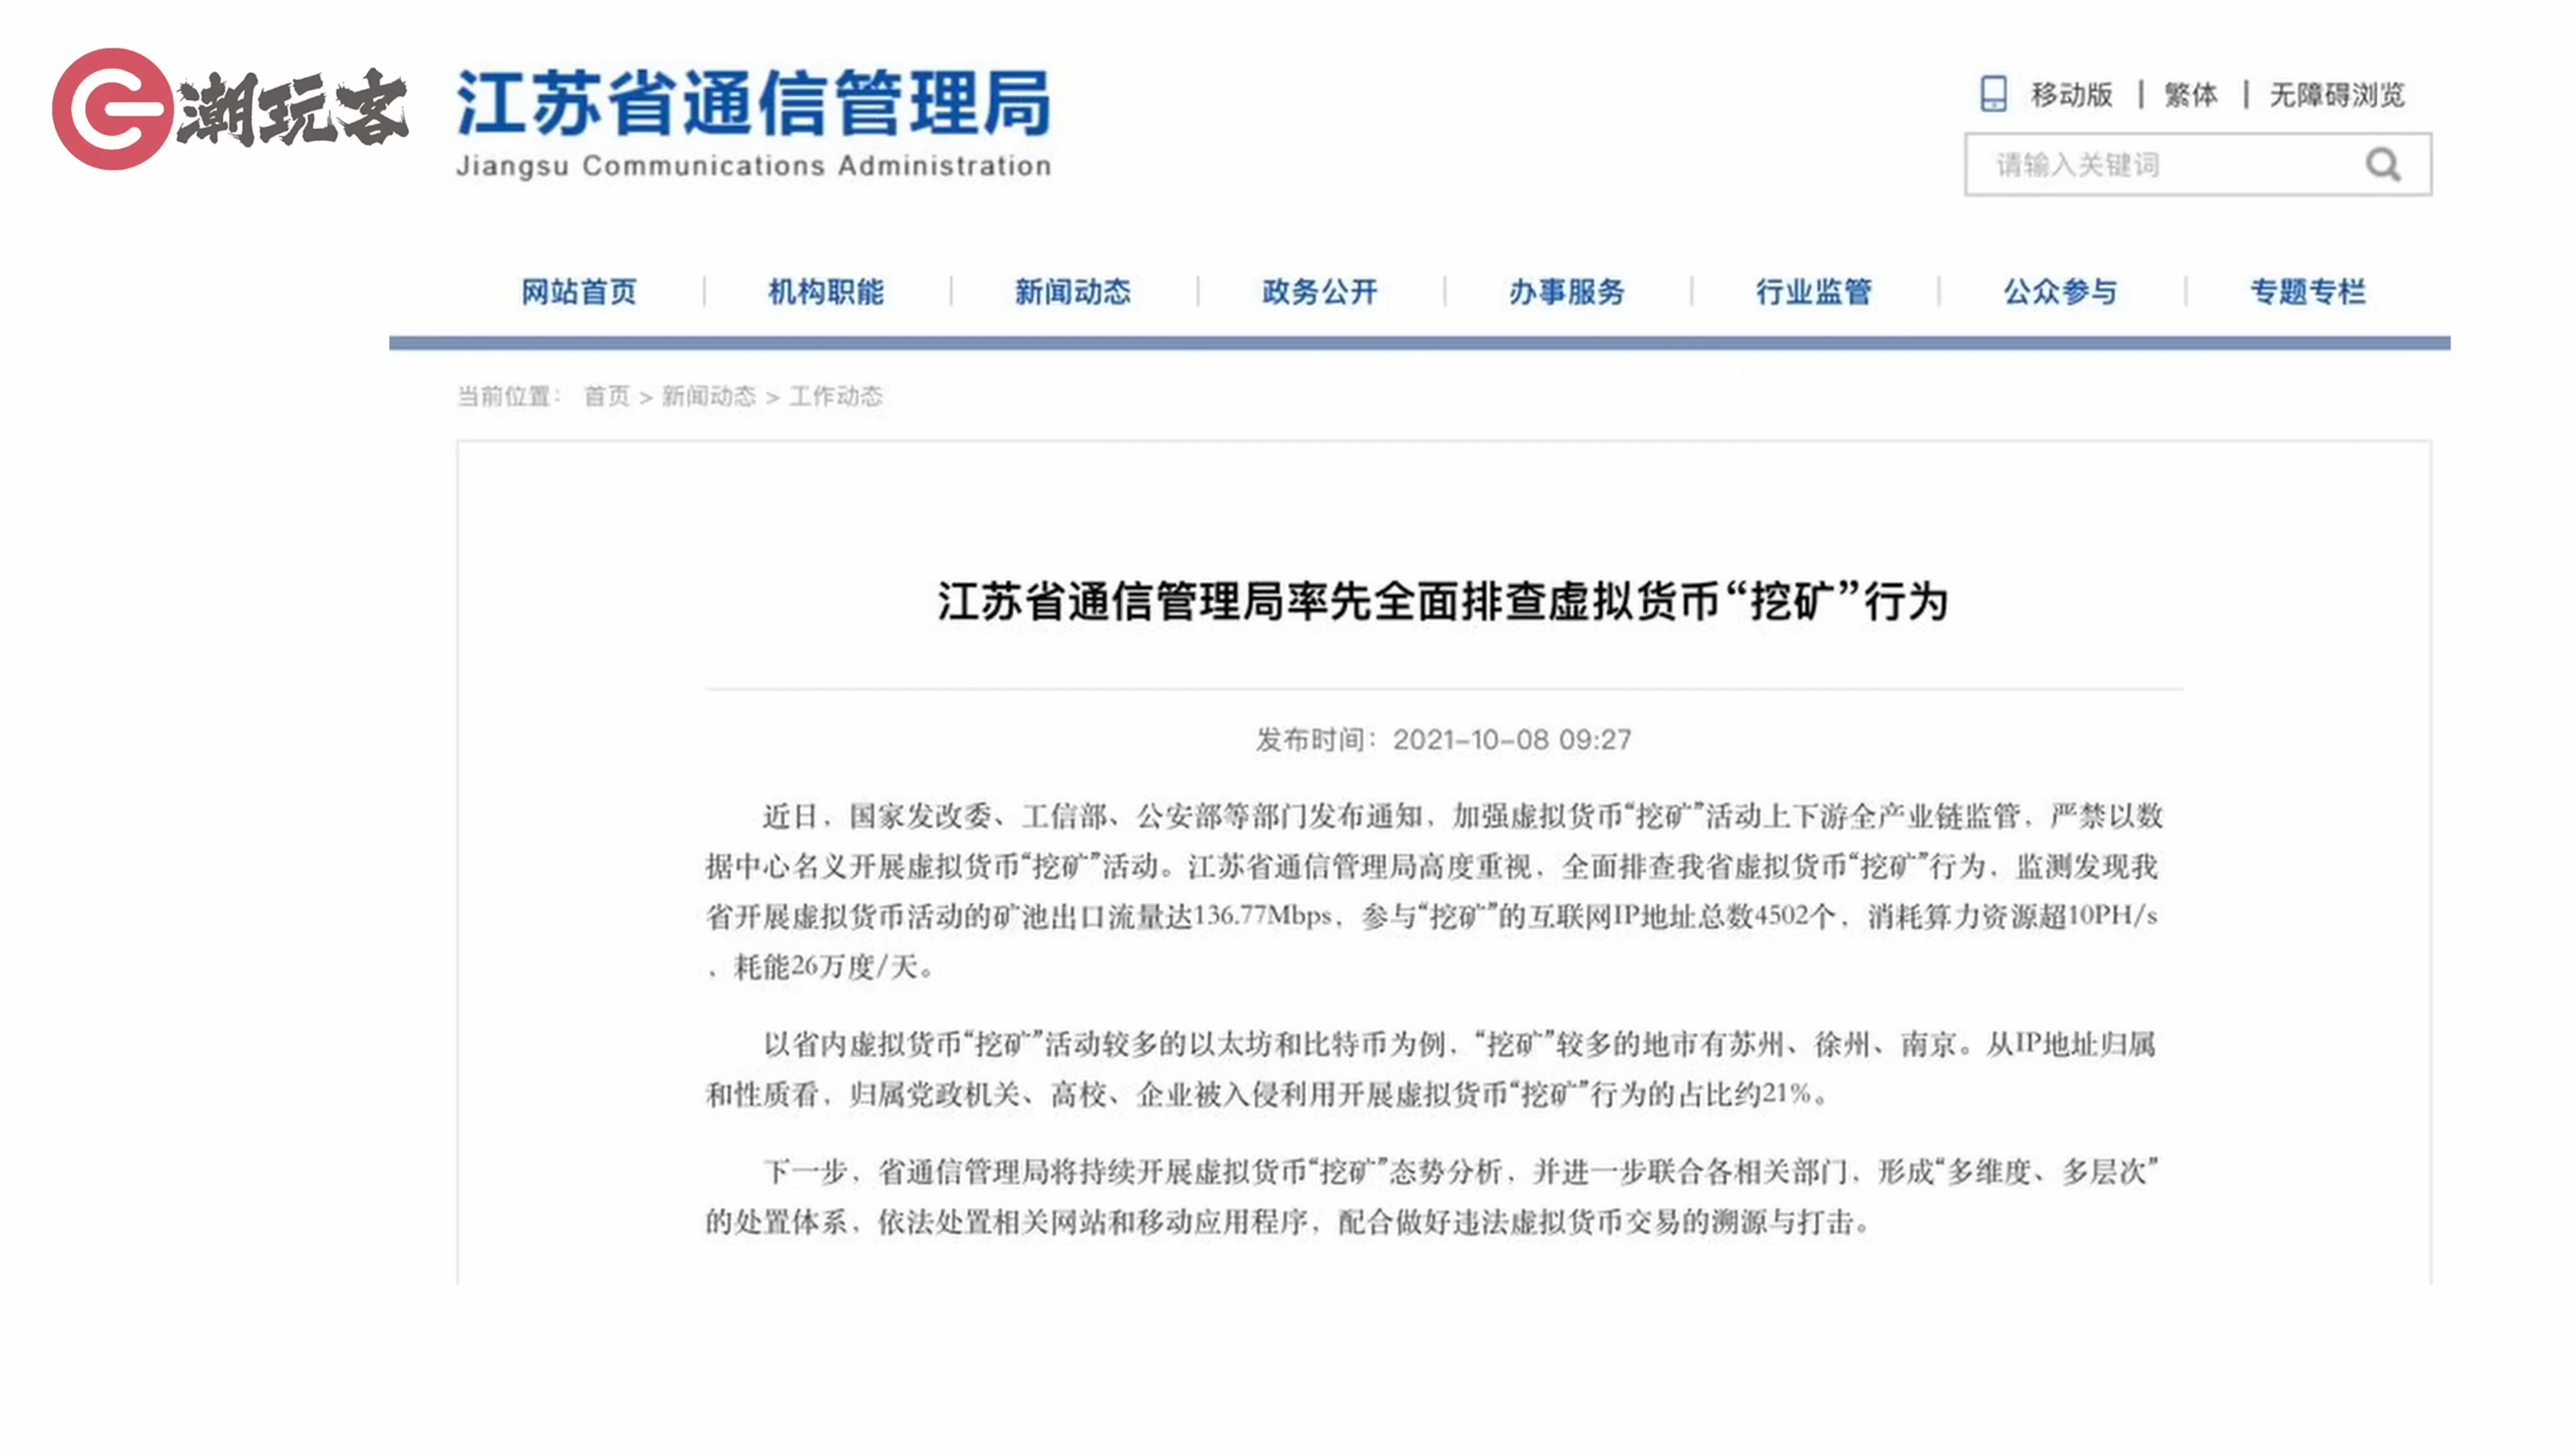 潮玩客
江苏省通信管理局
Jiangsu Communications Administration
移动版 | 繁体 | 无障碍浏览
请输入关键词
网站首页 | 机构职能 | 新闻动态 | 政务公开 | 办事服务 | 行业监管 | 公众参与 | 专题专栏
当前位置： 首页 > 新闻动态 > 工作动态
江苏省通信管理局率先全面排查虚拟货币“挖矿”行为
发布时间：2021-10-08 09:27
近日，国家发改委、工信部、公安部等部门发布通知，加强虚拟货币“挖矿”活动上下游全产业链监管，严禁以数
据中心名义开展虚拟货币“挖矿”活动。江苏省通信管理局高度重视，全面排查我省虚拟货币“挖矿”行为，监测发现我
省开展虚拟货币活动的矿池出口流量达136.77Mbps，参与“挖矿”的互联网IP地址总数4502个，消耗算力资源超10PH/s
，耗能26万度/天。
以省内虚拟货币“挖矿”活动较多的以太坊和比特币为例，“挖矿”较多的地市有苏州、徐州、南京。从IP地址归属
和性质看，归属党政机关、高校、企业被入侵利用开展虚拟货币“挖矿”行为的占比约21%。
下一步，省通信管理局将持续开展虚拟货币“挖矿”态势分析，并进一步联合各相关部门，形成“多维度、多层次”
的处置体系，依法处置相关网站和移动应用程序，配合做好违法虚拟货币交易的溯源与打击。